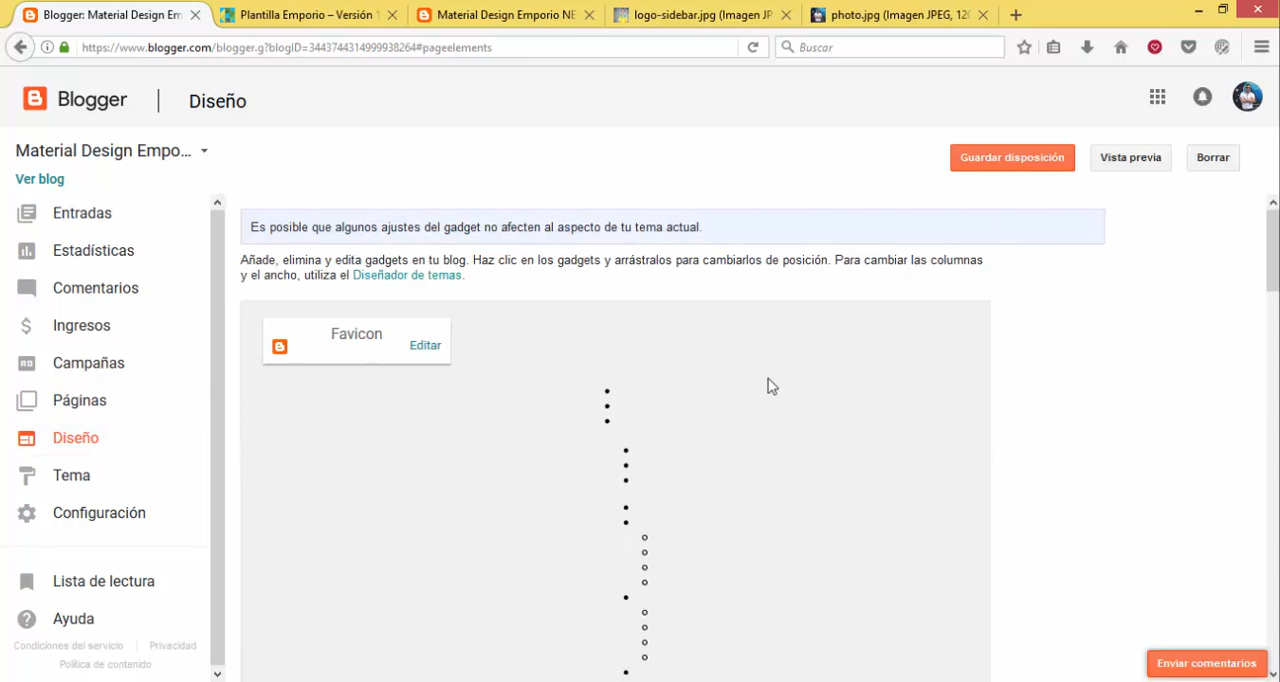 Blogger: Material Design Em
Plantilla Emporio – Versión 1
Material Design Emporio NE
logo-sidebar.jpg (Imagen JP
photo.jpg (Imagen JPEG, 120
https://www.blogger.com/blogger.g?blogID=3443744314999938264#pageelements
Buscar
Blogger
Diseño
Material Design Empo...
Guardar disposición
Vista previa
Borrar
Ver blog
Entradas
Estadísticas
Comentarios
Ingresos
Campañas
Páginas
Diseño
Tema
Configuración
Lista de lectura
Ayuda
Condiciones del servicio
Privacidad
Política de contenido
Es posible que algunos ajustes del gadget no afecten al aspecto de tu tema actual.
Añade, elimina y edita gadgets en tu blog. Haz clic en los gadgets y arrástralos para cambiarlos de posición. Para cambiar las columnas
y el ancho, utiliza el Diseñador de temas.
Favicon
Editar
Enviar comentarios